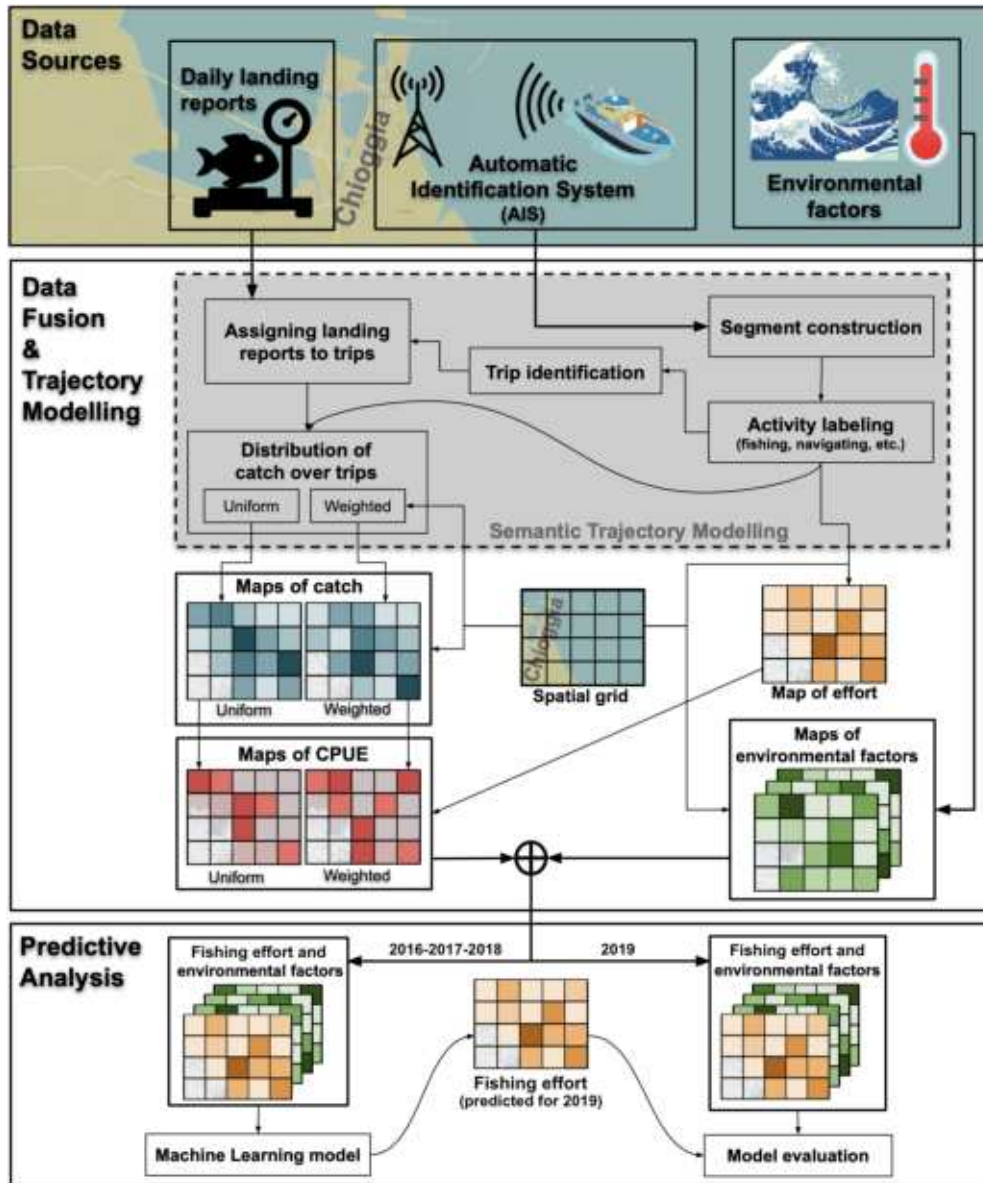 Data
Sources
Daily landing
reports
Chioggia
Automatic
Identification System
(AIS)
Environmental
factors
Data
Fusion
&
Trajectory
Modelling
Assigning landing
reports to trips
Trip identification
Segment construction
Activity labeling
(fishing, navigating, etc.)
Distribution of
catch over trips
Uniform
Weighted
Semantic Trajectory Modelling
Maps of catch
Uniform
Weighted
Chioggia
Spatial grid
Map of effort
Maps of CPUE
Uniform
Weighted
Maps of
environmental factors
Predictive
Analysis
2016-2017-2018
2019
Fishing effort and
environmental factors
Fishing effort
(predicted for 2019)
Fishing effort and
environmental factors
Machine Learning model
Model evaluation